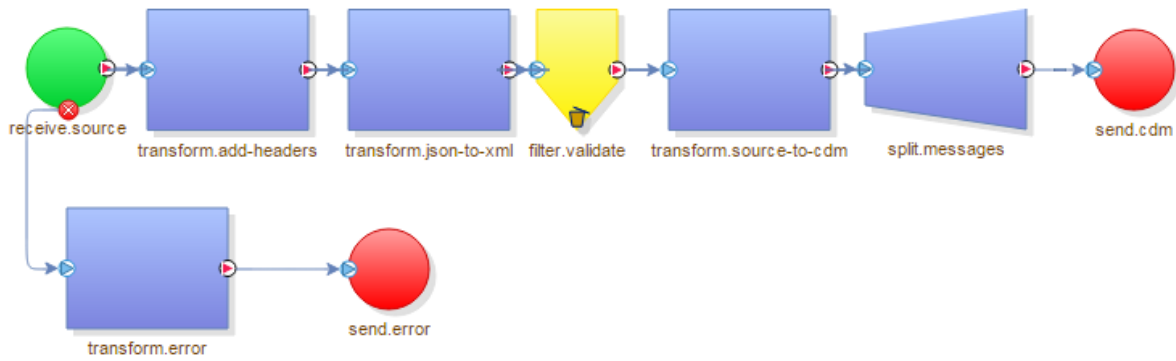 receive.source
transform.add-headers
transform.json-to-xml
filter.validate
transform.source-to-cdm
split.messages
send.cdm
transform.error
send.error